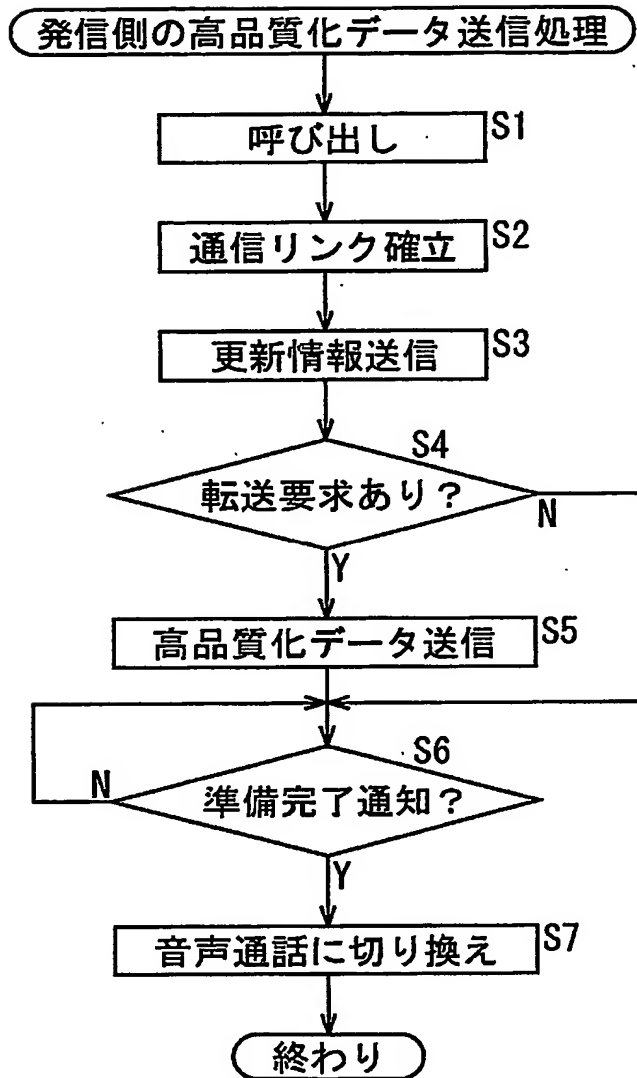 発信側の高品質化データ送信処理
呼び出し
S1
通信リンク確立
S2
更新情報送信
S3
S4
転送要求あり?
N
Y
高品質化データ送信
S5
S6
準備完了通知?
N
Y
音声通話に切り換え
S7
終わり